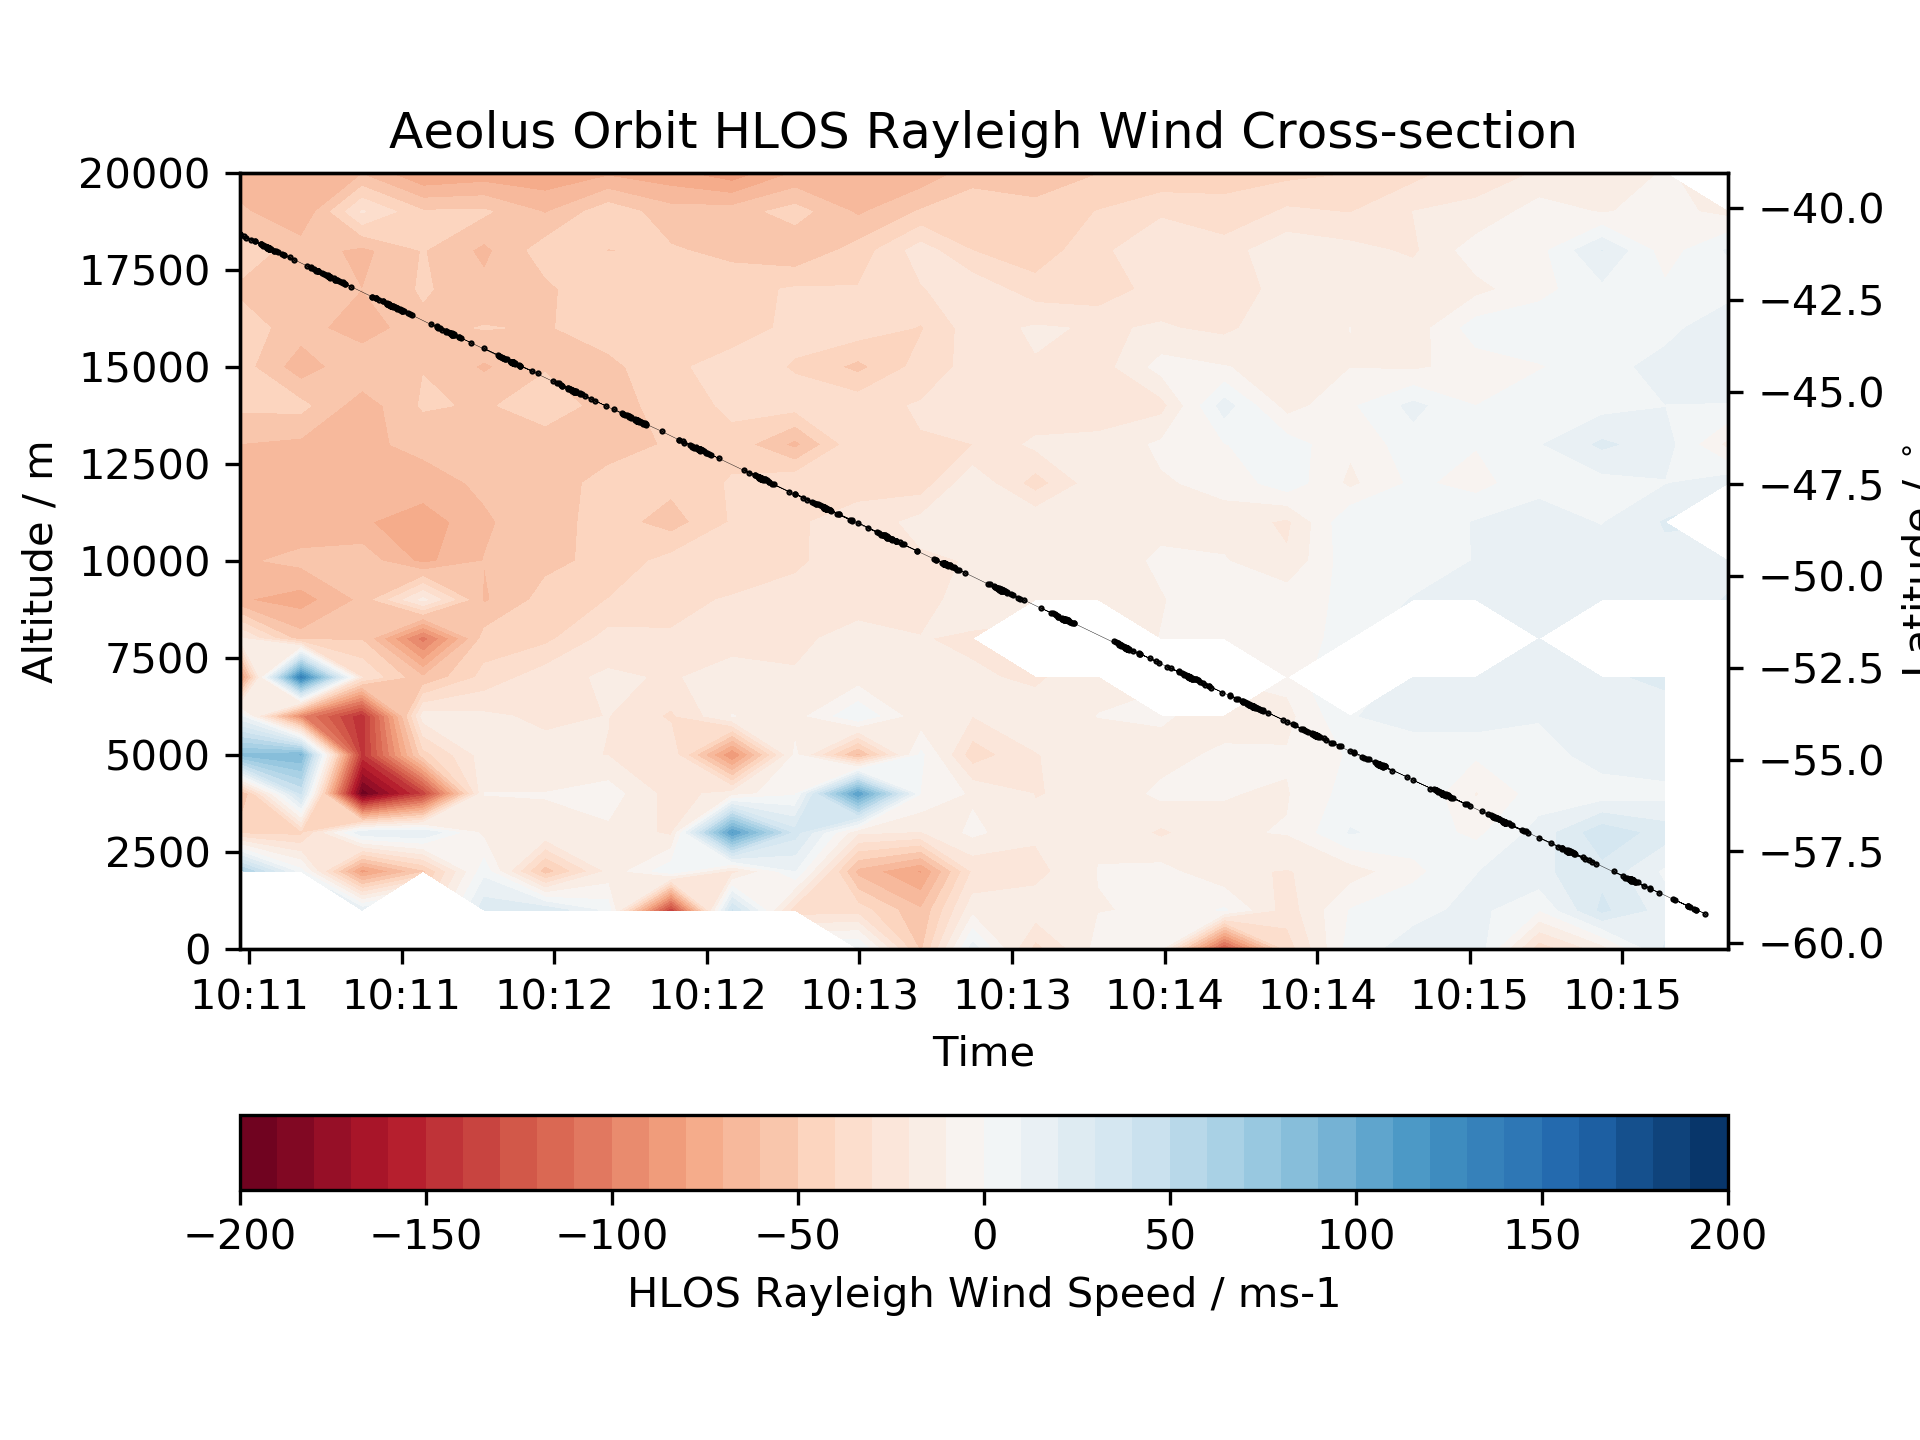 Aeolus Orbit HLOS Rayleigh Wind Cross-section
20000
17500
15000
12500
10000
7500
5000
2500
0
Altitude / m
−40.0
−42.5
−45.0
−47.5
−50.0
−52.5
−55.0
−57.5
−60.0
Latitude / °
10:11 10:11 10:12 10:12 10:13 10:13 10:14 10:14 10:15 10:15
Time
−200 −150 −100 −50 0 50 100 150 200
HLOS Rayleigh Wind Speed / ms-1